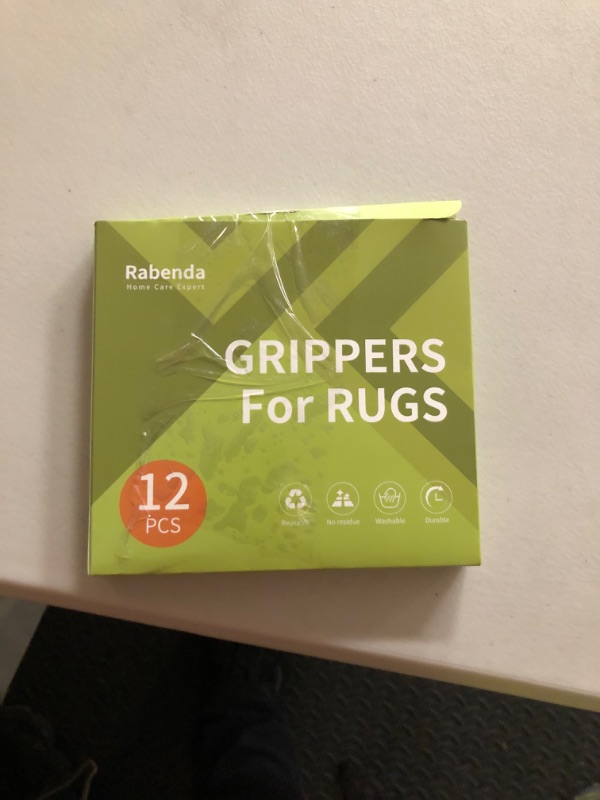 Rabenda
Home Care Expert
GRIPPERS
For RUGS
12
PCS
Reusable
No residue
Washable
Durable